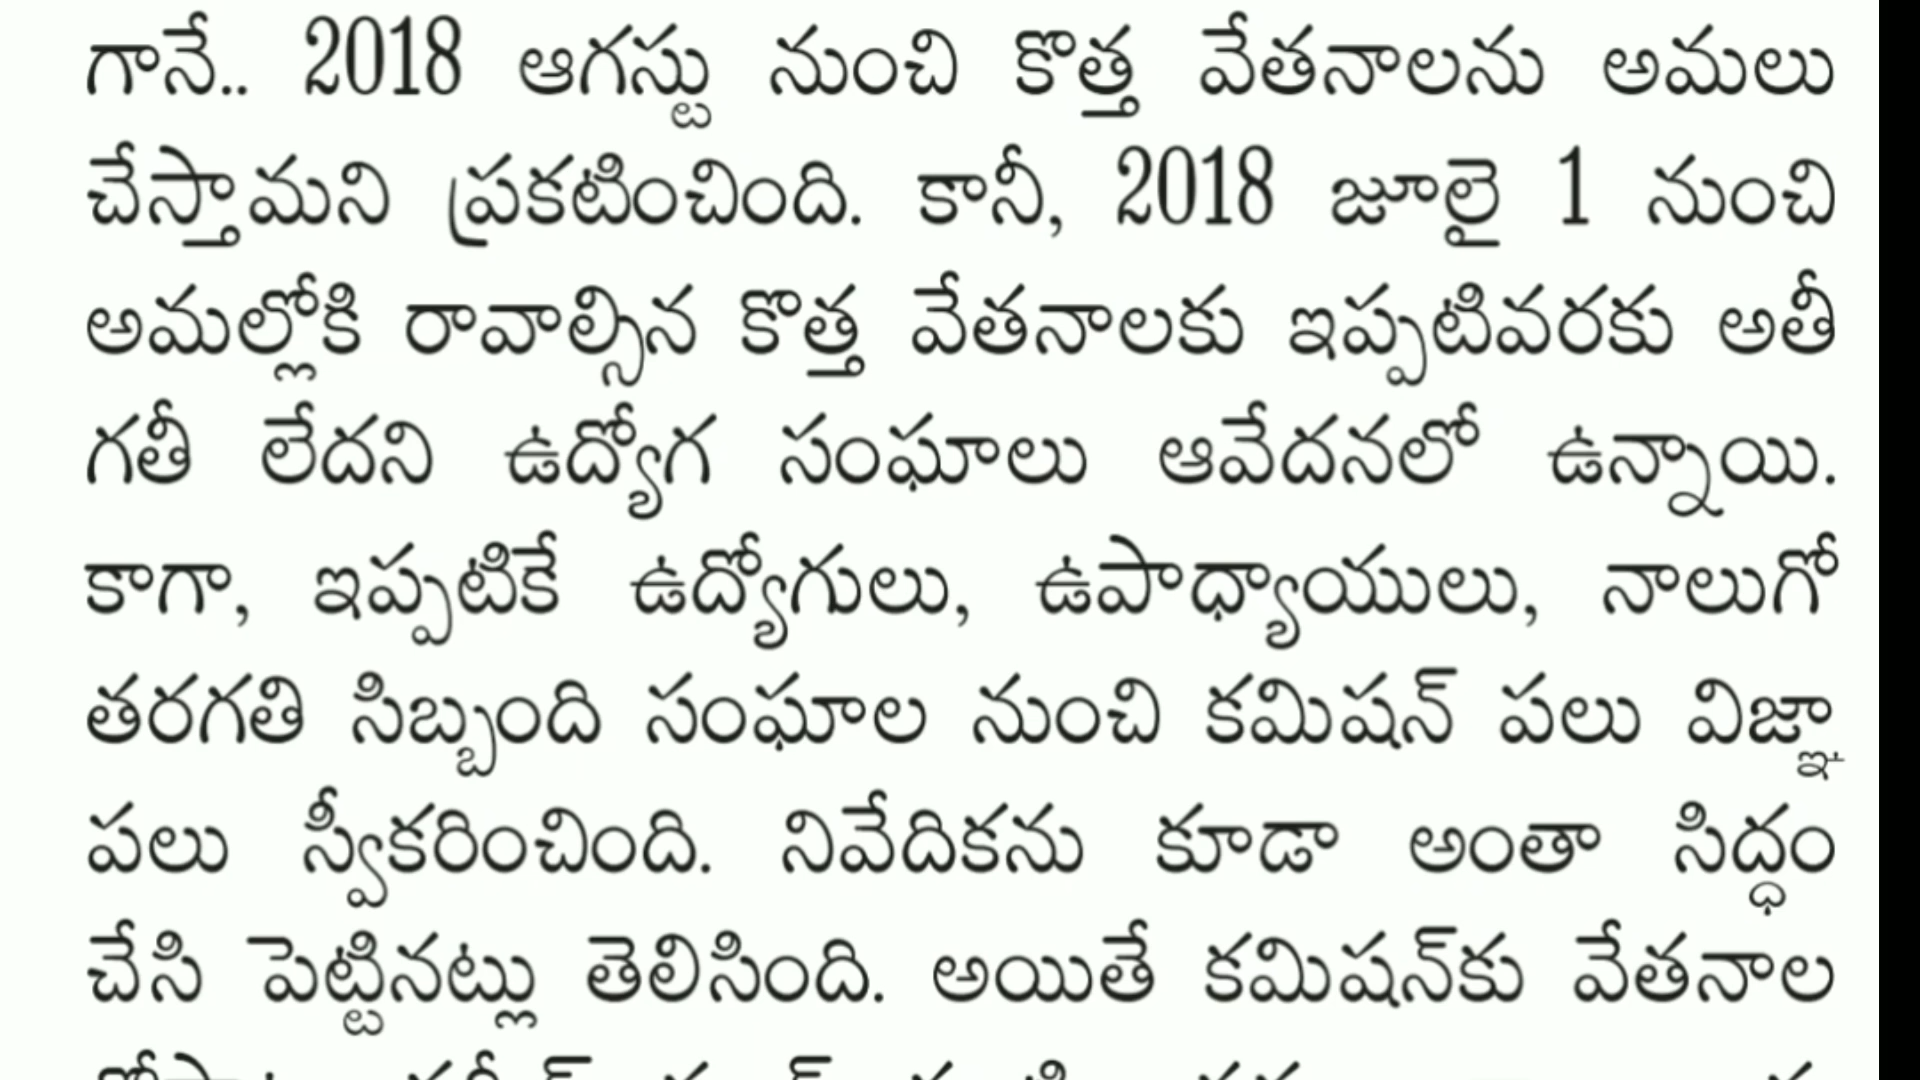 గానే.. 2018 ఆగస్టు నుంచి కొత్త వేతనాలను అమలు
చేస్తామని ప్రకటించింది. కానీ, 2018 జూలై 1 నుంచి
అమల్లోకి రావాల్సిన కొత్త వేతనాలకు ఇప్పటివరకు అతీ
గతీ లేదని ఉద్యోగ సంఘాలు ఆవేదనలో ఉన్నాయి.
కాగా, ఇప్పటికే ఉద్యోగులు, ఉపాధ్యాయులు, నాలుగో
తరగతి సిబ్బంది సంఘాల నుంచి కమిషన్ పలు విజ్ఞా
పలు స్వీకరించింది. నివేదికను కూడా అంతా సిద్ధం
చేసి పెట్టినట్లు తెలిసింది. అయితే కమిషన్‌కు వేతనాల